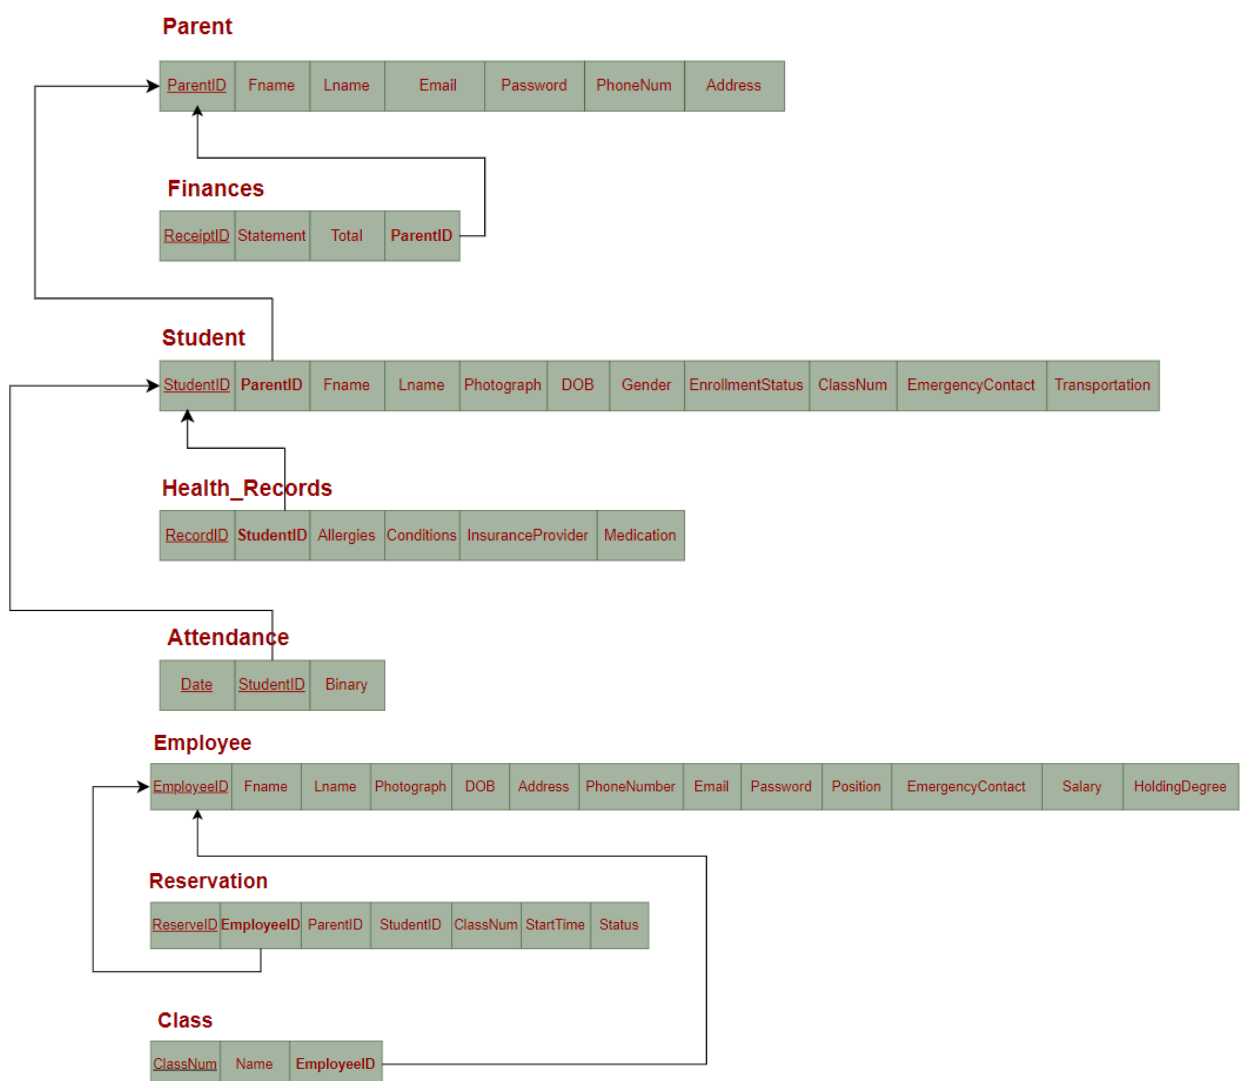 Parent
ParentID Fname Lname Email Password PhoneNum Address
Finances
ReceiptID Statement Total ParentID
Student
StudentID ParentID Fname Lname Photograph DOB Gender EnrollmentStatus ClassNum EmergencyContact Transportation
Health_Records
RecordID StudentID Allergies Conditions InsuranceProvider Medication
Attendance
Date StudentID Binary
Employee
EmployeeID Fname Lname Photograph DOB Address PhoneNumber Email Password Position EmergencyContact Salary HoldingDegree
Reservation
ReserveID EmployeeID ParentID StudentID ClassNum StartTime Status
Class
ClassNum Name EmployeeID